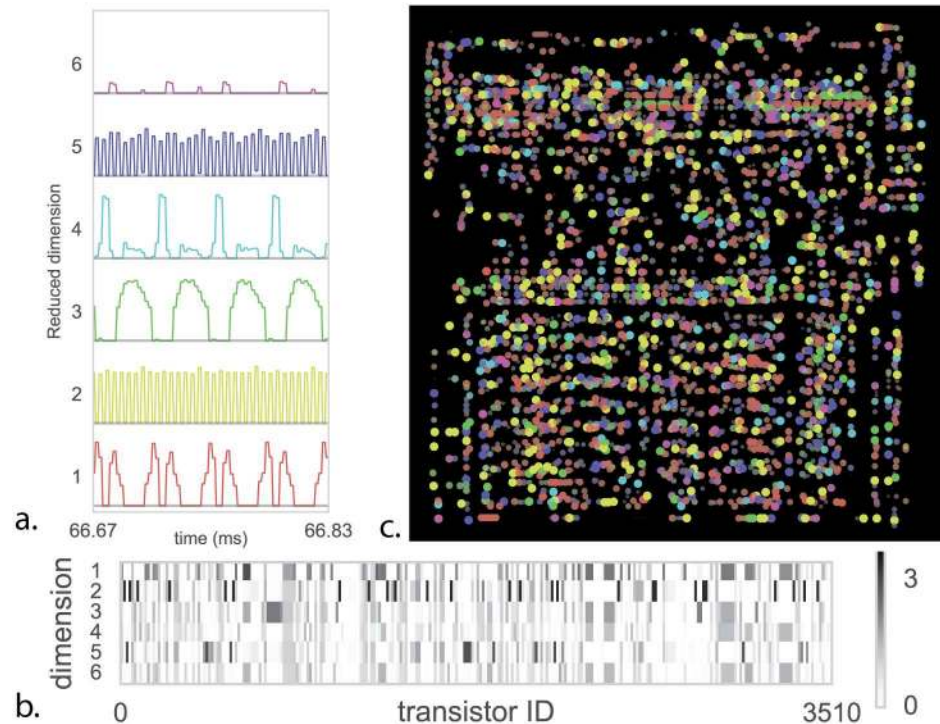 6
5
4
3
2
1
Reduced dimension
a.
66.67
time (ms)
66.83
c.
1
2
3
4
5
6
dimension
b.
0
transistor ID
3510
3
0